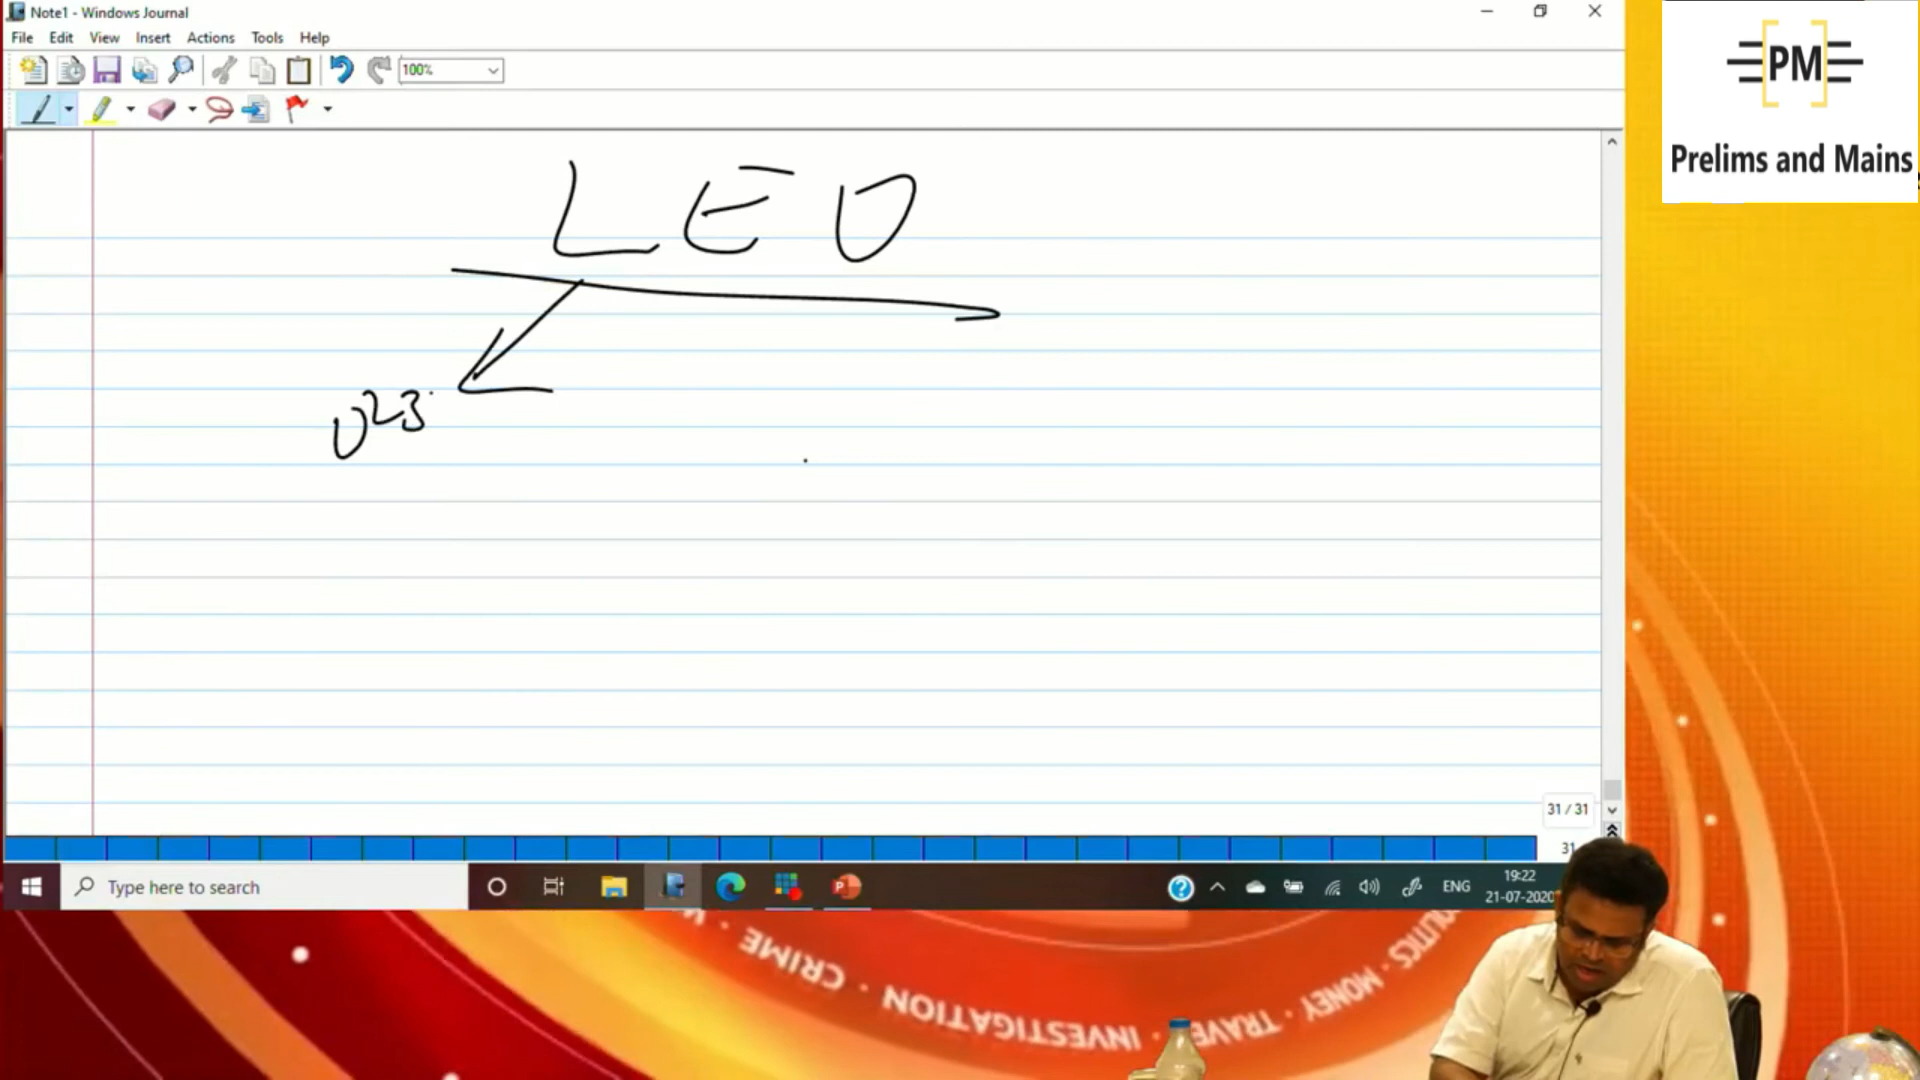 Note1 - Windows Journal
File Edit View Insert Actions Tools Help
100%
PM
Prelims and Mains
LEO
31 / 31
31
Type here to search
ENG
19:22
21-07-2020
CRIME · INVESTIGATION · TRAVEL · MONEY ·